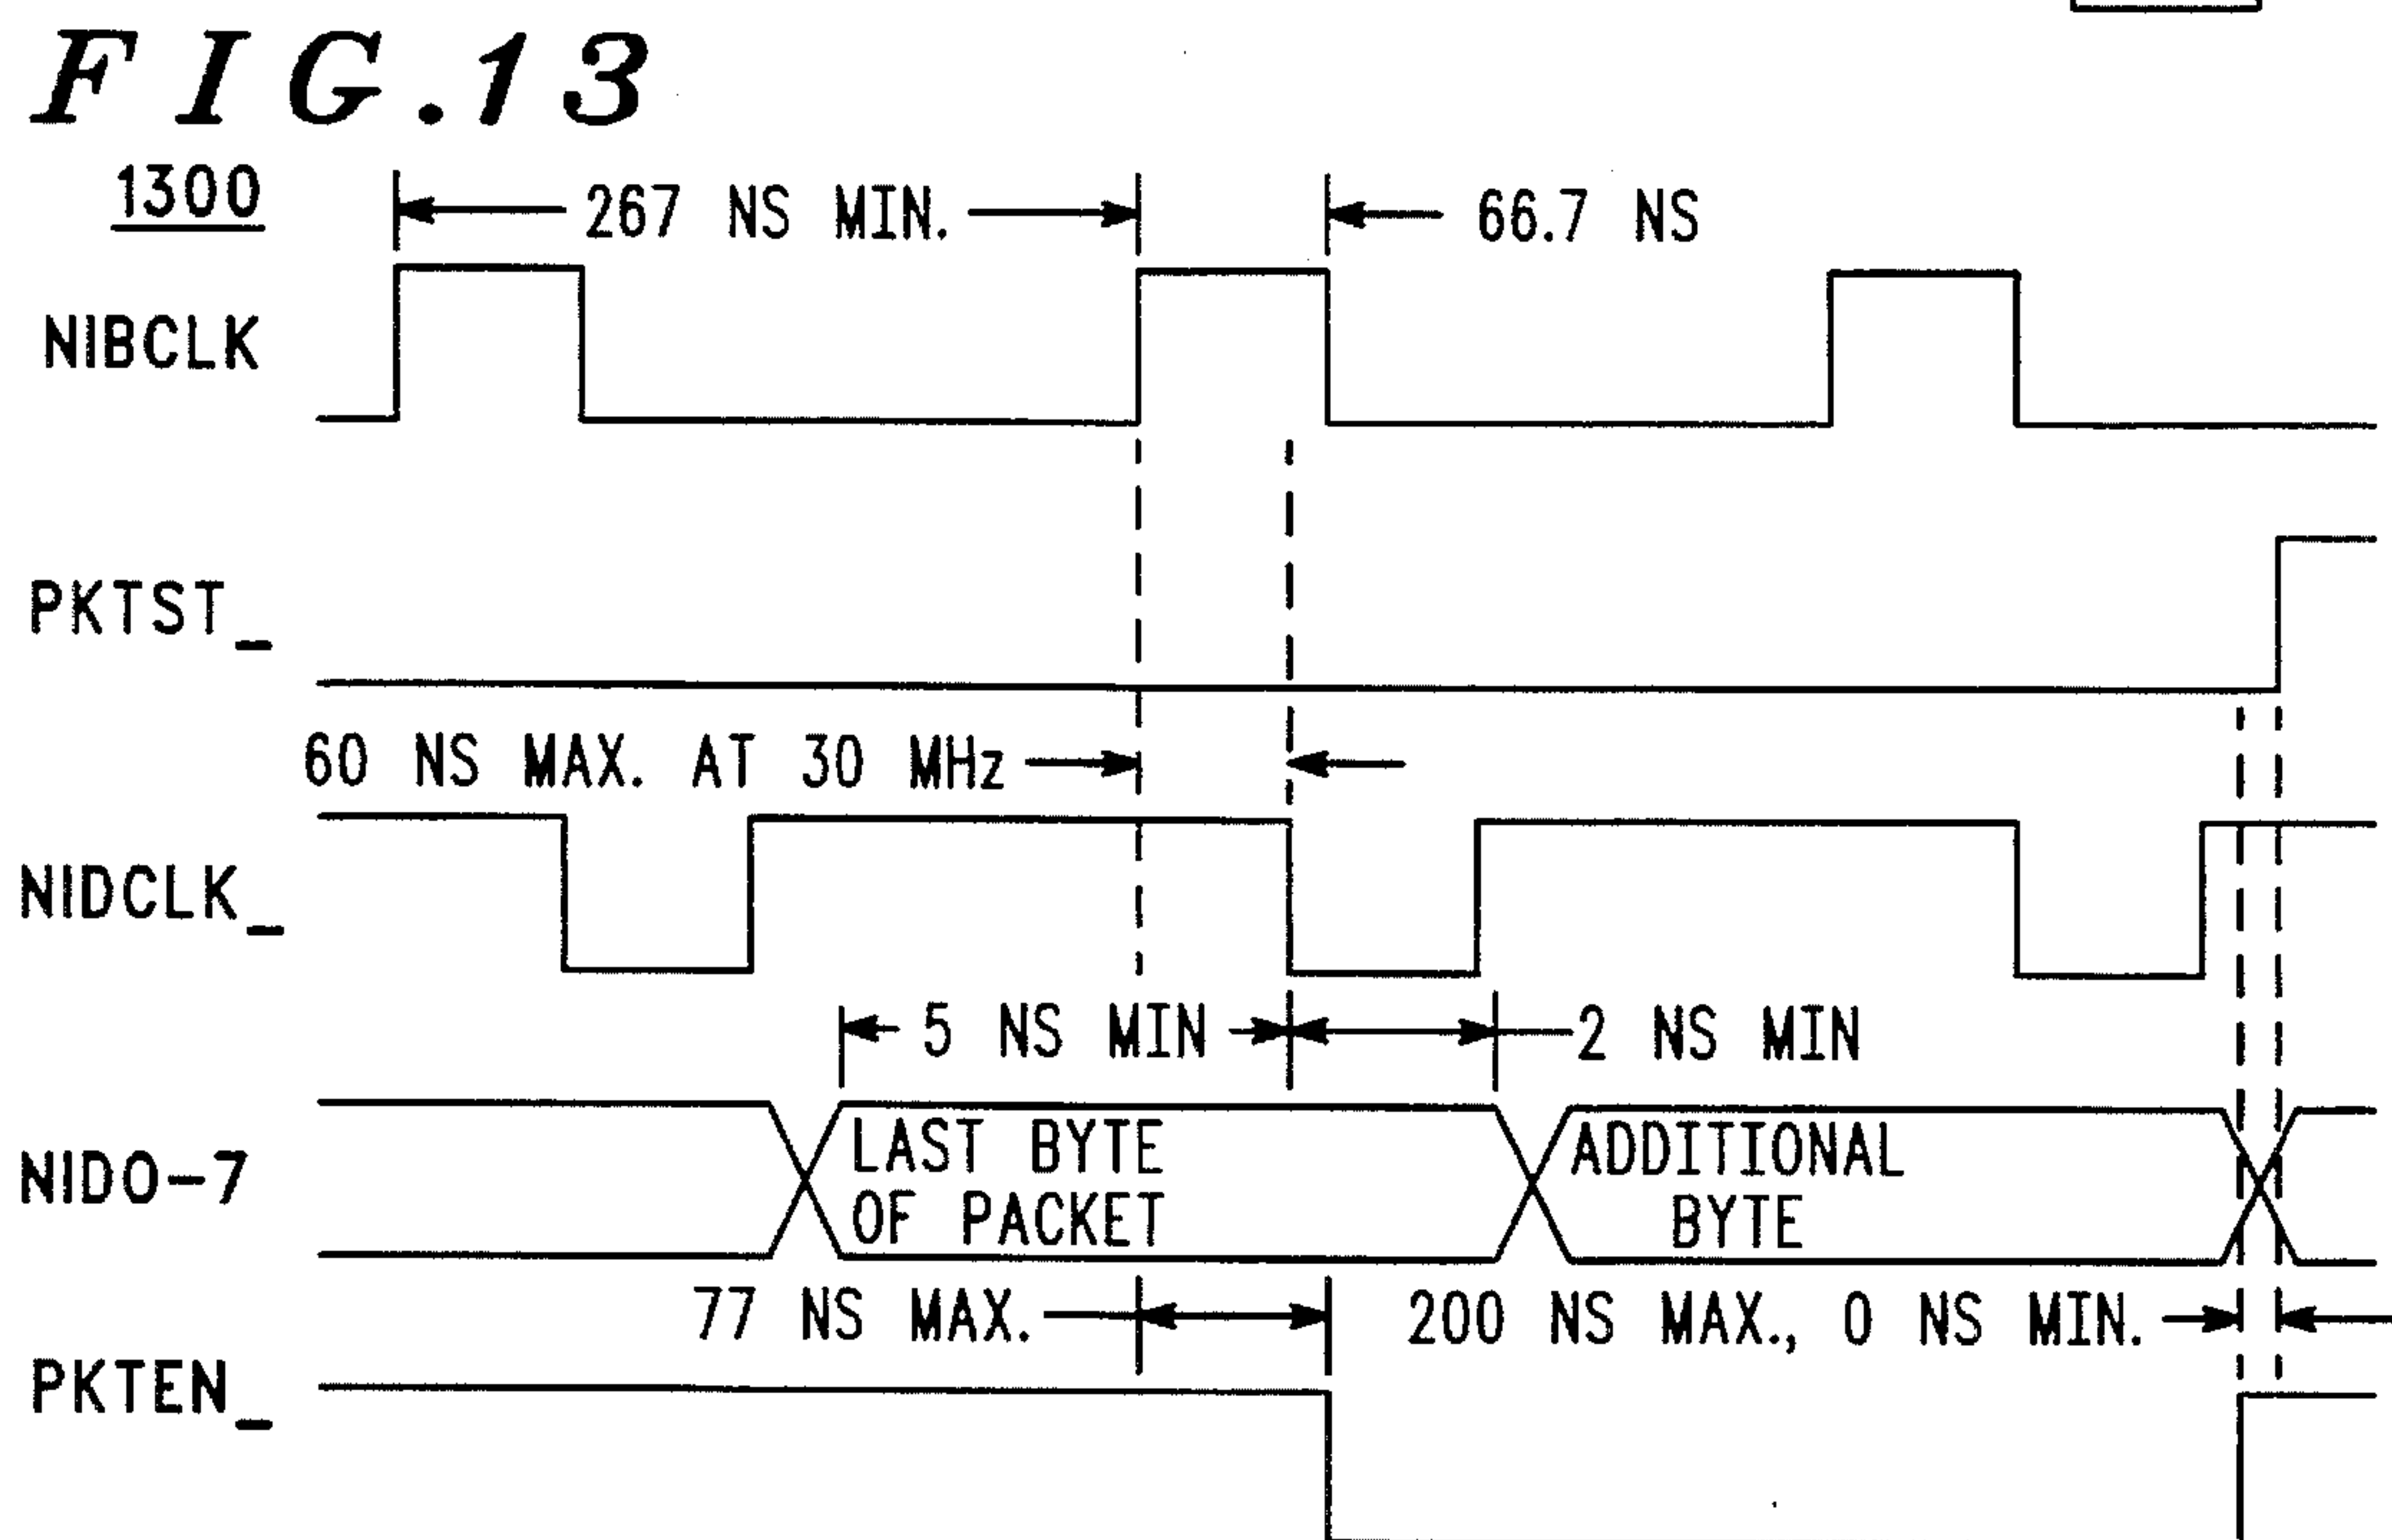 FIG.13
1300
267 NS MIN.
66.7 NS
NIBCLK
PKTST_
60 NS MAX. AT 30 MHz
NIDCLK_
5 NS MIN
2 NS MIN
NIDO-7
LAST BYTE
OF PACKET
ADDITIONAL
BYTE
77 NS MAX.
200 NS MAX., 0 NS MIN.
PKTEN_